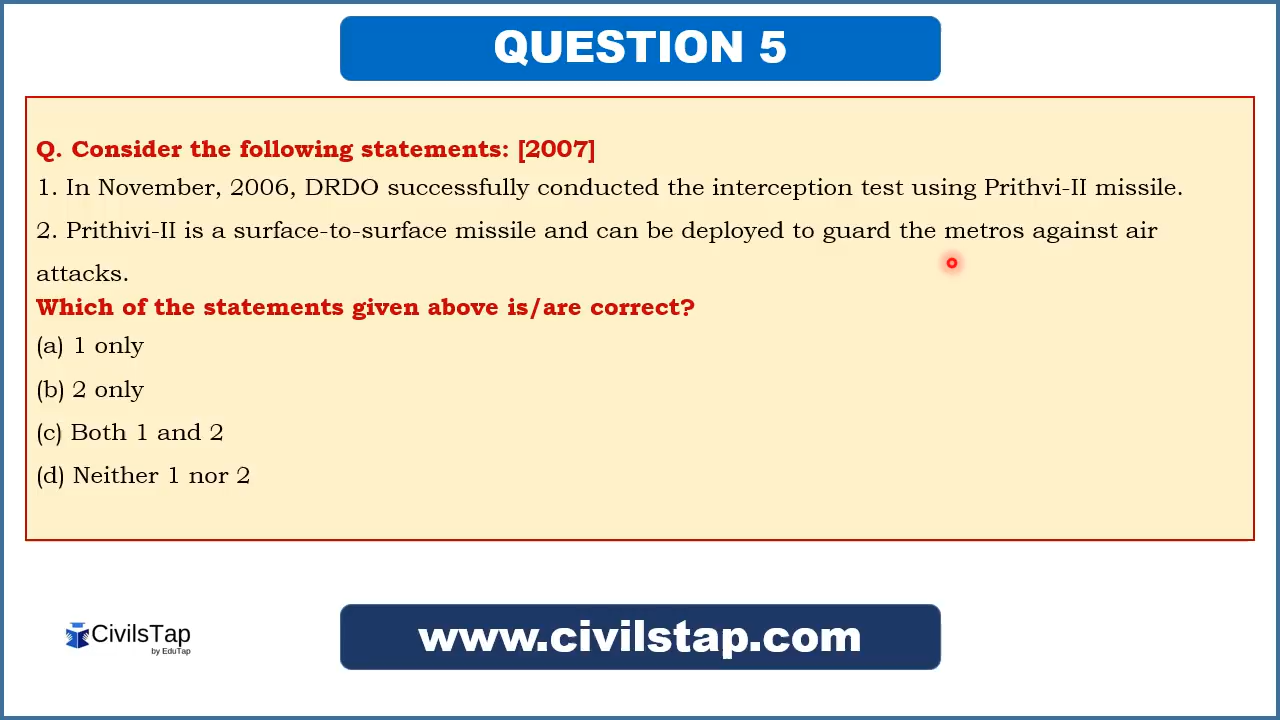 QUESTION 5
Q. Consider the following statements: [2007]
1. In November, 2006, DRDO successfully conducted the interception test using Prithvi-II missile.
2. Prithivi-II is a surface-to-surface missile and can be deployed to guard the metros against air
attacks.
Which of the statements given above is/are correct?
(a) 1 only
(b) 2 only
(c) Both 1 and 2
(d) Neither 1 nor 2
CivilsTap
by EduTap
www.civilstap.com